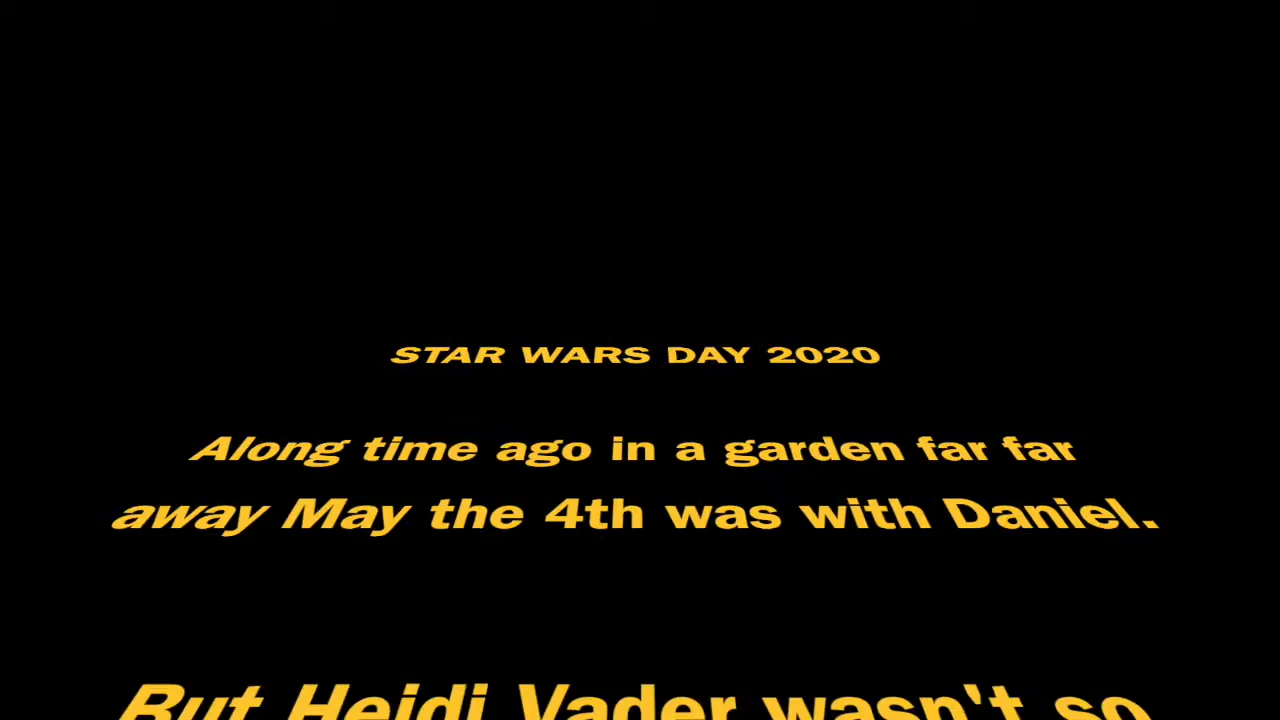 STAR WARS DAY 2020
Along time ago in a garden far far
away May the 4th was with Daniel.
But Heidi Vader wasn't so